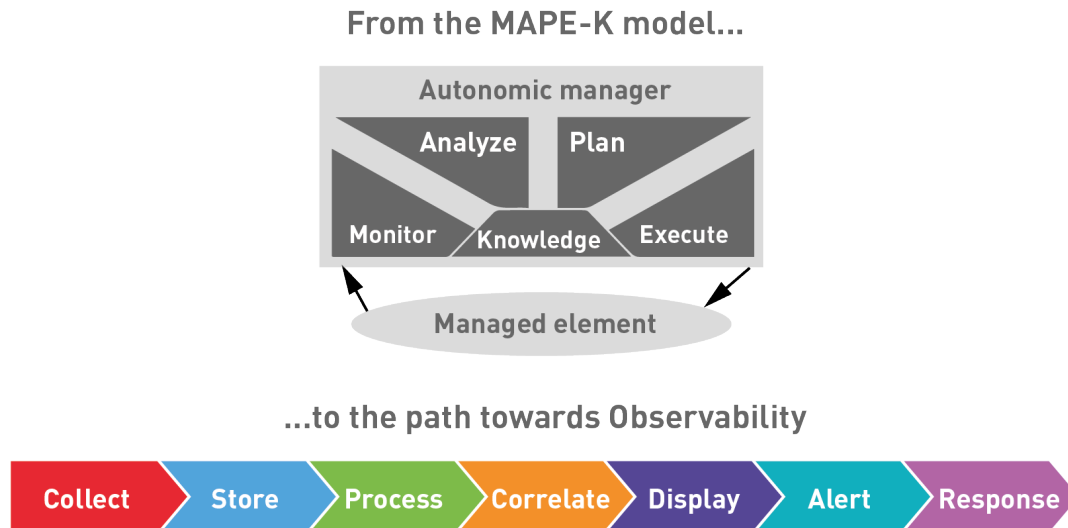 From the MAPE-K model...
Autonomic manager
Analyze
Plan
Monitor
Knowledge
Execute
Managed element
...to the path towards Observability
Collect
Store
Process
Correlate
Display
Alert
Response